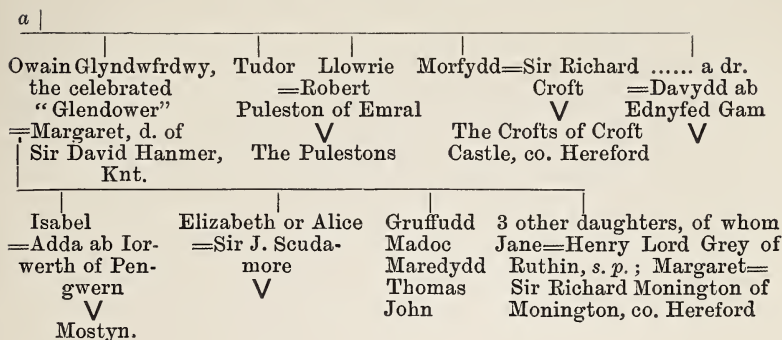 a
Owain Glyndwfrdwy, the celebrated "Glendower" =Margaret, d. of Sir David Hanmer, Knt.
Tudor
Llowrie =Robert Puleston of Emral V The Pulestons
Morfydd=Sir Richard Croft V The Crofts of Croft Castle, co. Hereford
...... a dr. =Davydd ab Ednyfed Gam V
Isabel =Adda ab Ior-werth of Pen-gwern V Mostyn.
Elizabeth or Alice =Sir J. Scuda-more V
Gruffudd
Madoc
Maredydd
Thomas
John
3 other daughters, of whom
Jane=Henry Lord Grey of
Ruthin, s. p.; Margaret=
Sir Richard Monington of
Monington, co. Hereford